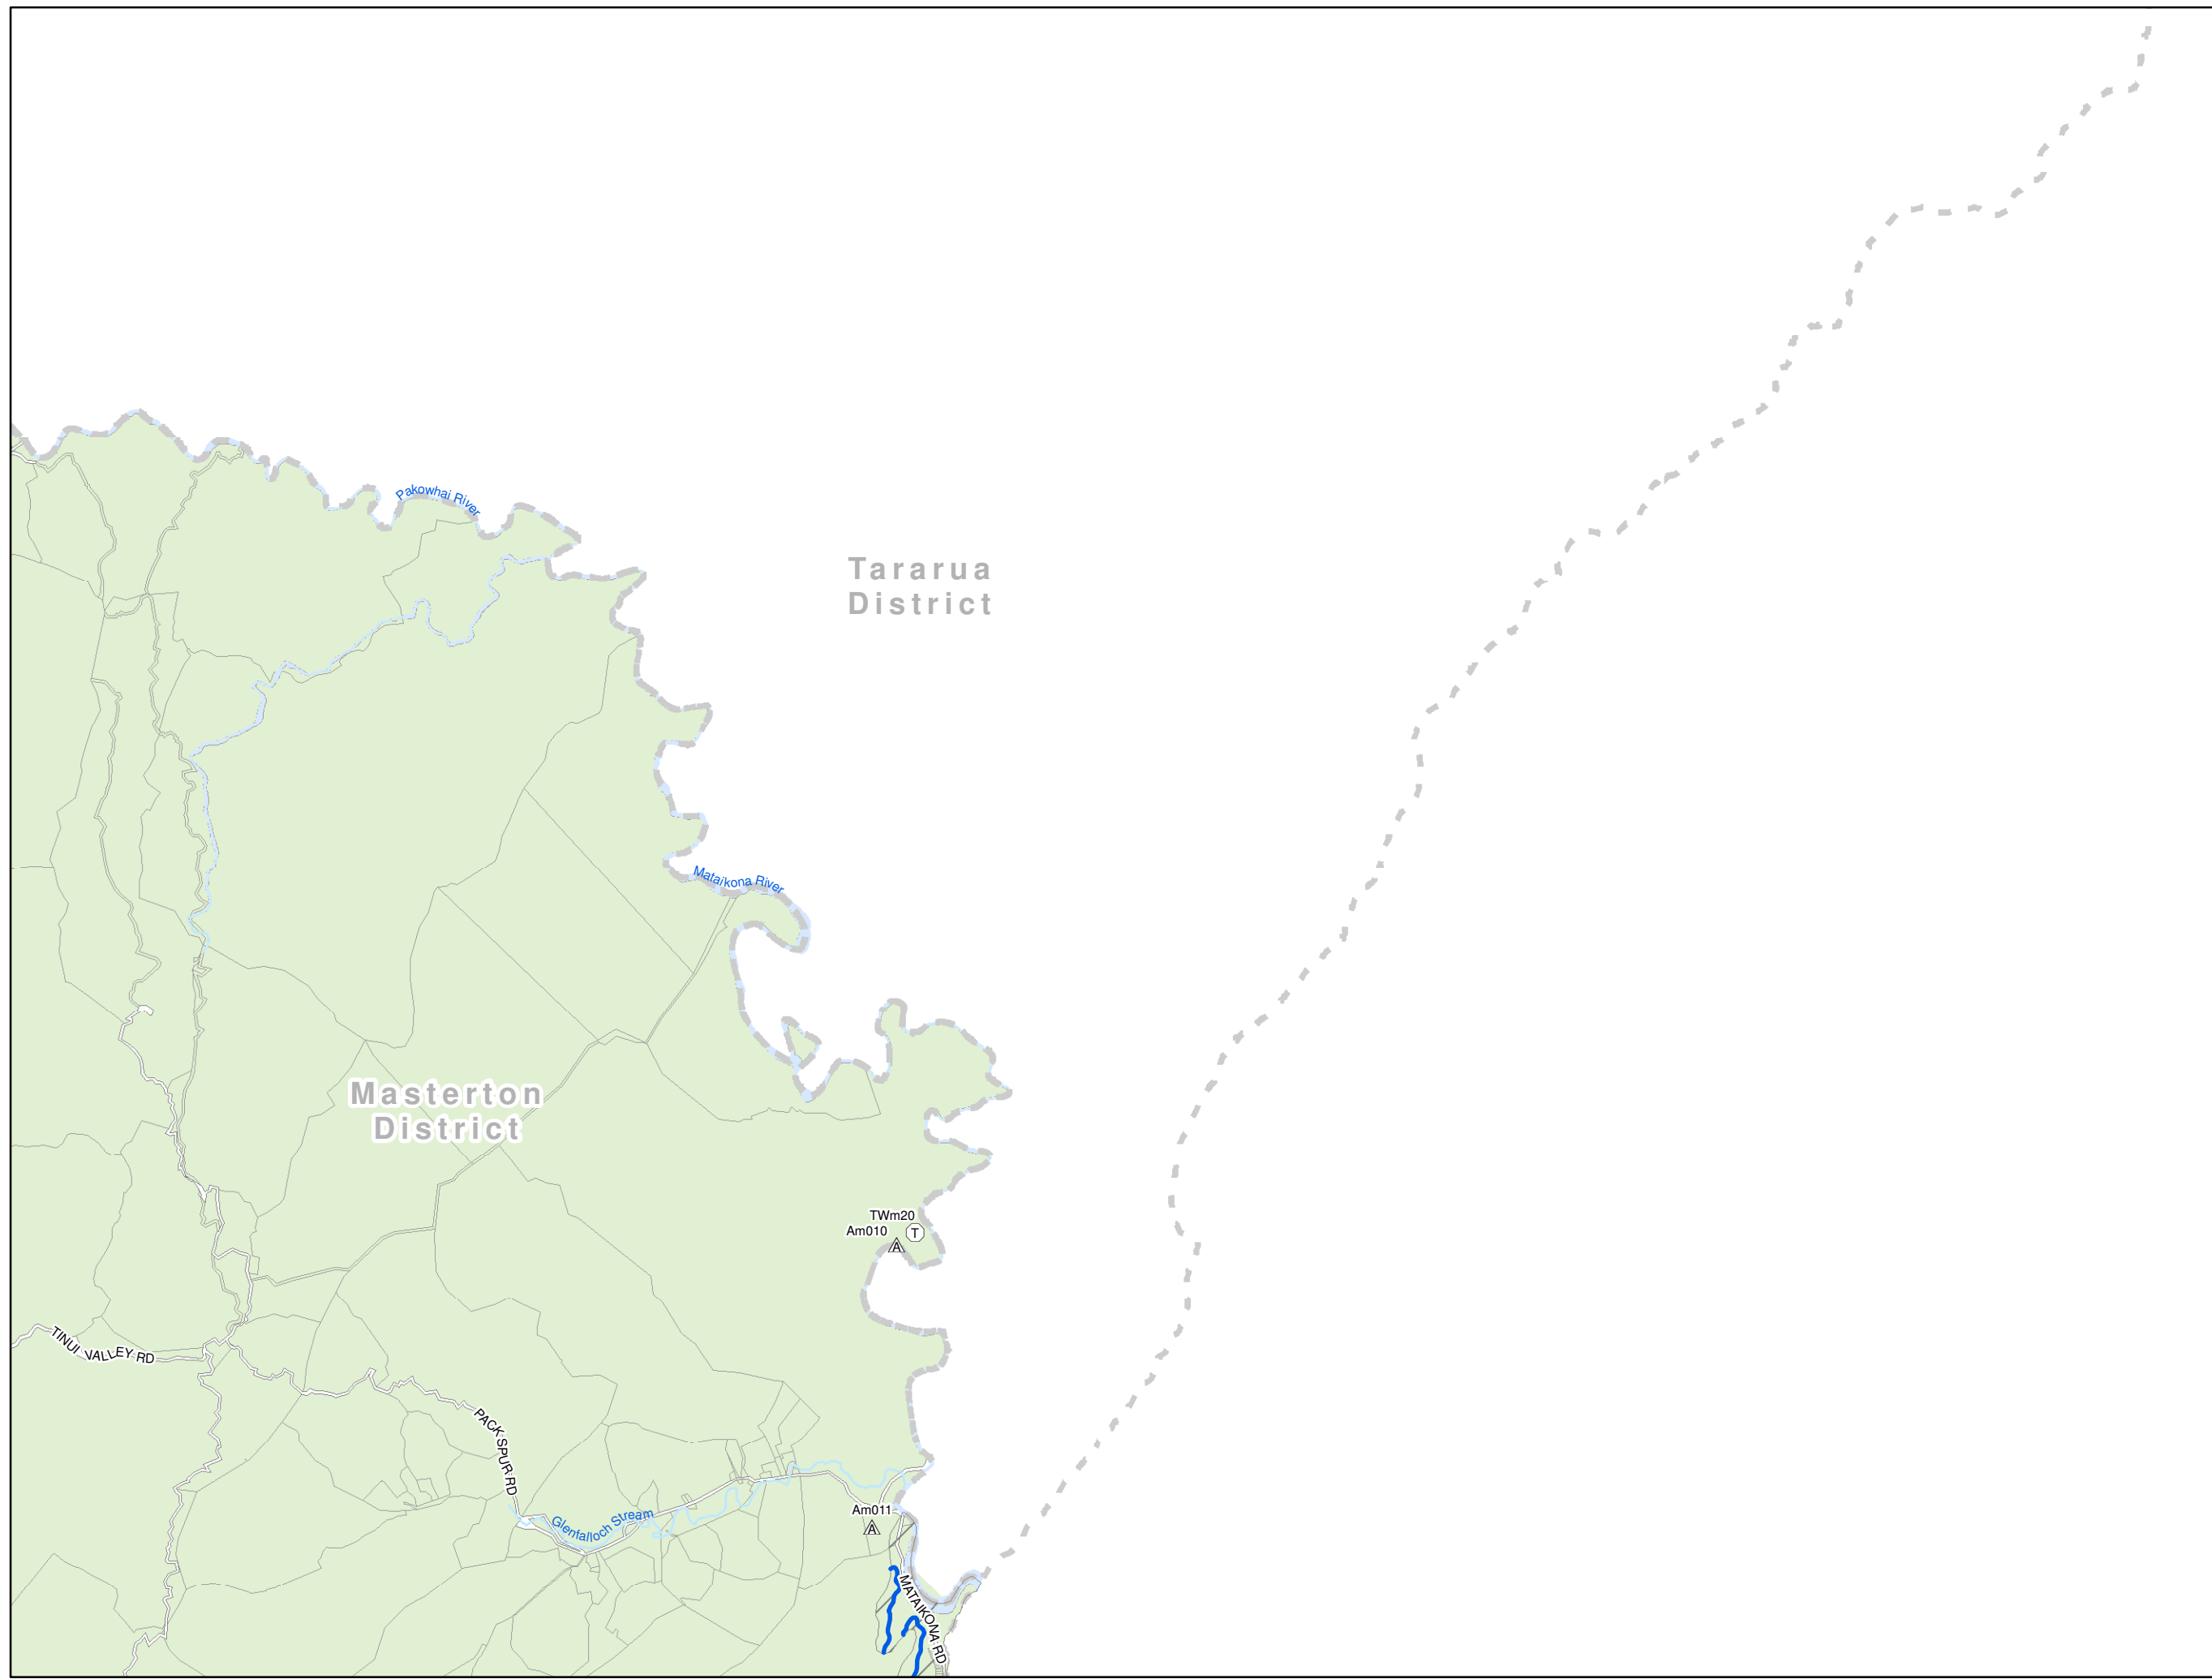 Pakowhai River
Tararua
District
Mataikona River
Masterton
District
TWm20
Am010
T
A
TINUI VALLEY RD
PACK SPUR RD
Am011
A
Glenfalloch Stream
MATAIKONA RD